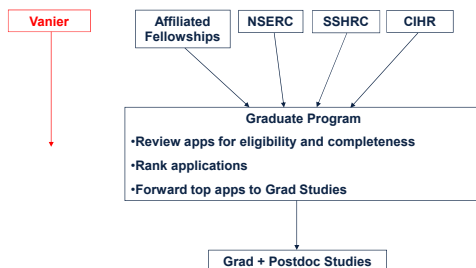 Vanier
Affiliated
Fellowships
NSERC
SSHRC
CIHR
Graduate Program
•Review apps for eligibility and completeness
•Rank applications
•Forward top apps to Grad Studies
Grad + Postdoc Studies